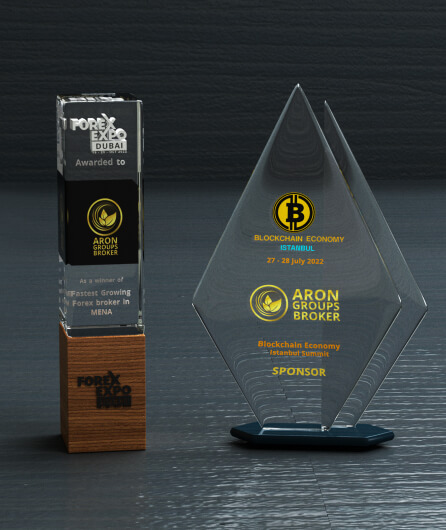 FOREX
EXPO
DUBAI
Awarded to
ARON
GROUPS
BROKER
As a winner of
Fastest Growing
Forex broker in
MENA
FOREX
EXPO
DUBAI
BLOCKCHAIN ECONOMY
ISTANBUL
27 - 28 July 2022
ARON
GROUPS
BROKER
Blockchain Economy
Istanbul Summit
SPONSOR